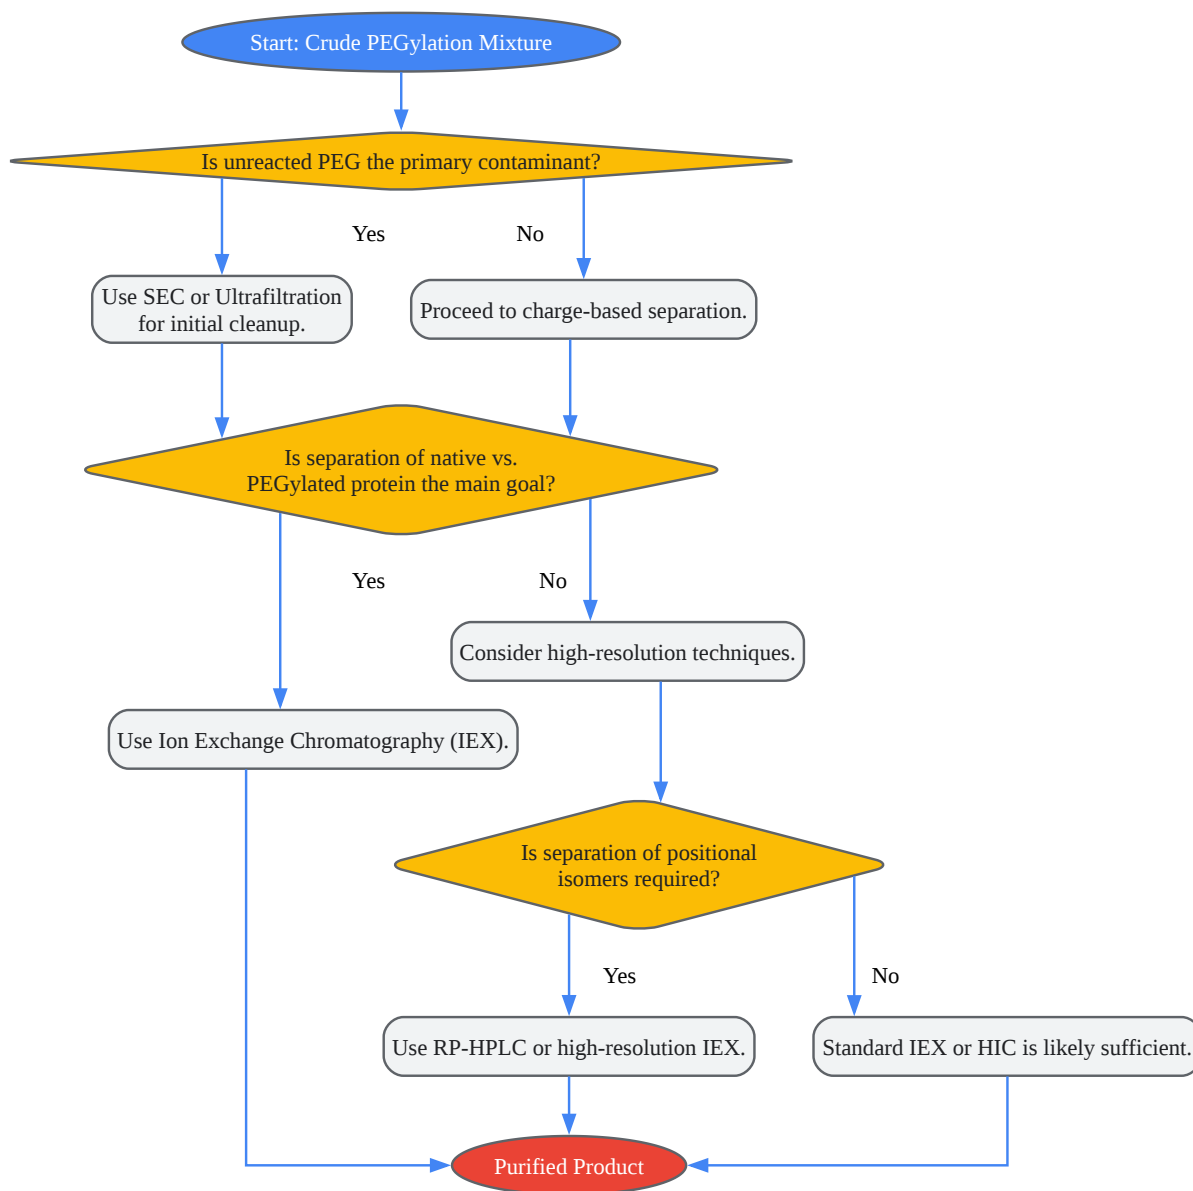 Start: Crude PEGylation Mixture
Is unreacted PEG the primary contaminant?
Yes
No
Use SEC or Ultrafiltration
for initial cleanup.
Proceed to charge-based separation.
Is separation of native vs.
PEGylated protein the main goal?
Yes
No
Consider high-resolution techniques.
Use Ion Exchange Chromatography (IEX).
Is separation of positional
isomers required?
Yes
No
Use RP-HPLC or high-resolution IEX.
Standard IEX or HIC is likely sufficient.
Purified Product